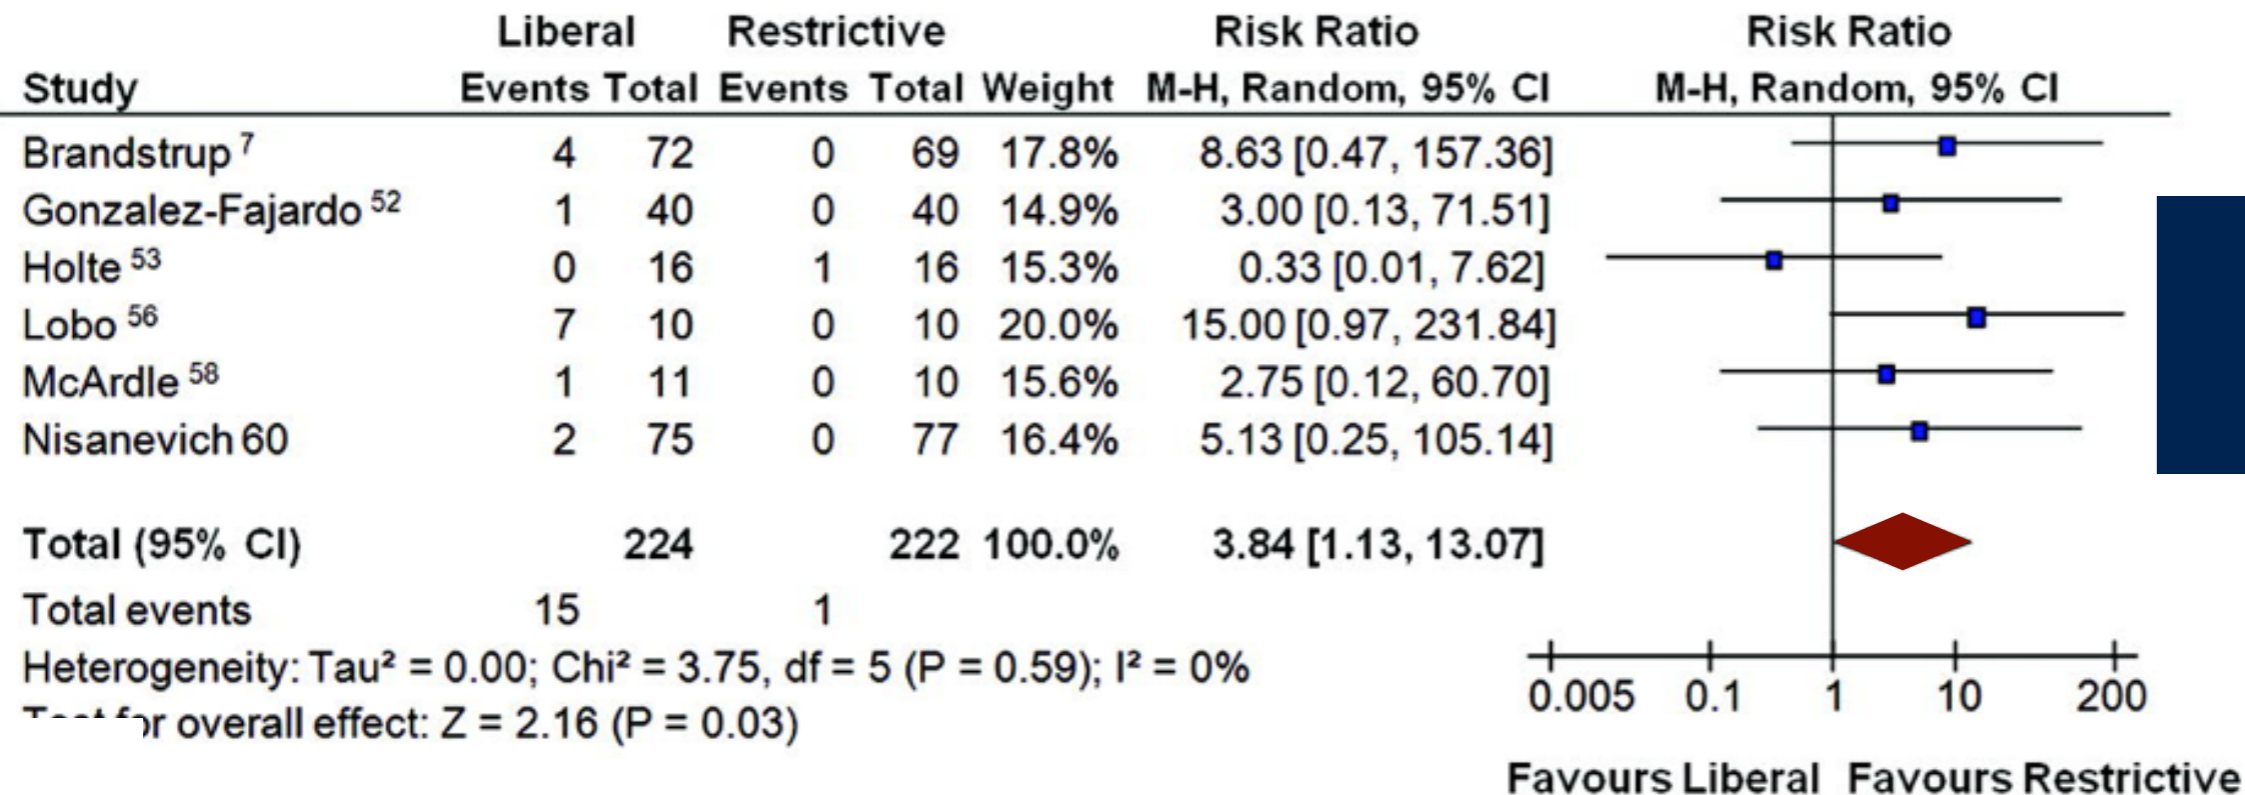 Liberal Restrictive Risk Ratio Risk Ratio
Study Events Total Events Total Weight M-H, Random, 95% CI M-H, Random, 95% CI
Brandstrup 7 4 72 0 69 17.8% 8.63 [0.47, 157.36]
Gonzalez-Fajardo 52 1 40 0 40 14.9% 3.00 [0.13, 71.51]
Holte 53 0 16 1 16 15.3% 0.33 [0.01, 7.62]
Lobo 56 7 10 0 10 20.0% 15.00 [0.97, 231.84]
McArdle 58 1 11 0 10 15.6% 2.75 [0.12, 60.70]
Nisanevich 60 2 75 0 77 16.4% 5.13 [0.25, 105.14]
Total (95% CI) 224 222 100.0% 3.84 [1.13, 13.07]
Total events 15 1
Heterogeneity: Tau² = 0.00; Chi² = 3.75, df = 5 (P = 0.59); I² = 0%
overall effect: Z = 2.16 (P = 0.03)
0.005 0.1 1 10 200
Favours Liberal Favours Restrictive